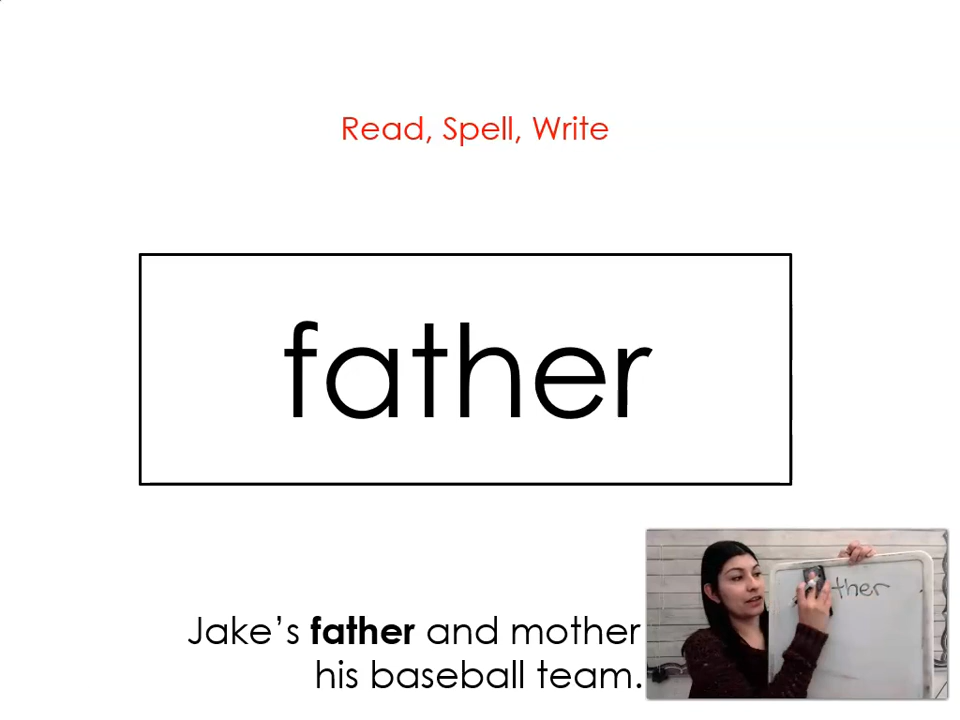 Read, Spell, Write
father
Jake's father and mother
his baseball team.
ther